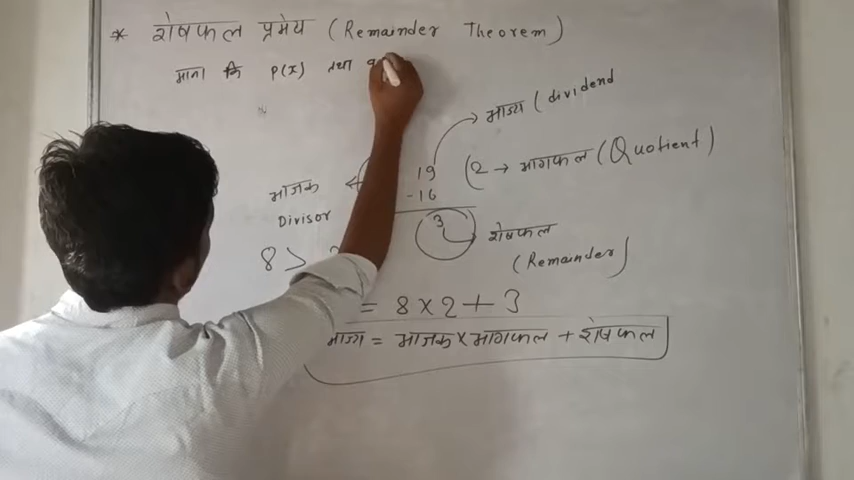 * शेषफल प्रमेय (Remainder Theorem)
माना कि p(x) तथा
भाज्य (dividend
भाजक
19
(2 → भागफल (Quotient)
Divisor
-16
3
शेषफल
(Remainder)
8 >
= 8 × 2 + 3
भाज्य = भाजक × भागफल + शेषफल